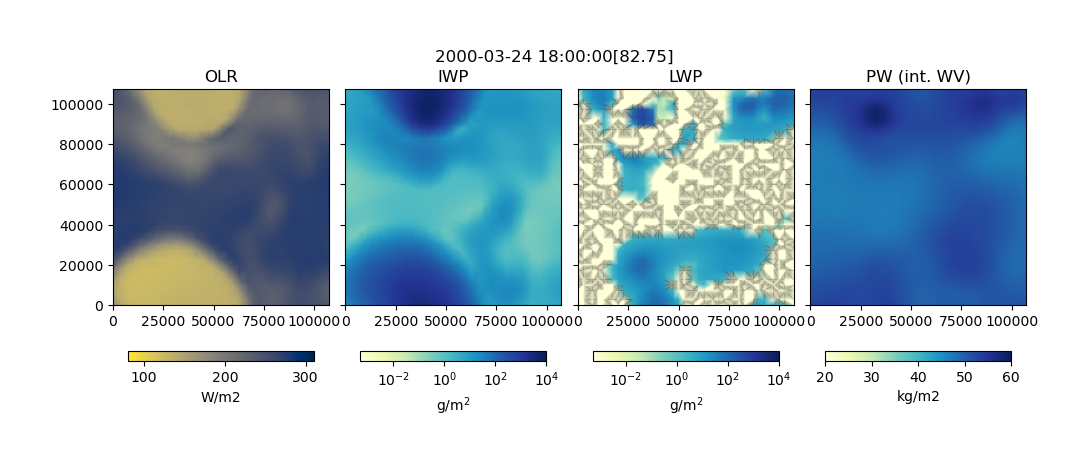 2000-03-24 18:00:00[82.75]
OLR IWP LWP PW (int. WV)
100000
80000
60000
40000
20000
0
0 25000 50000 75000 100000 0 25000 50000 75000 100000 0 25000 50000 75000 100000 0 25000 50000 75000 100000
100 200 300 10⁻² 10⁰ 10² 10⁴ 10⁻² 10⁰ 10² 10⁴ 20 30 40 50 60
W/m2 g/m² g/m² kg/m2